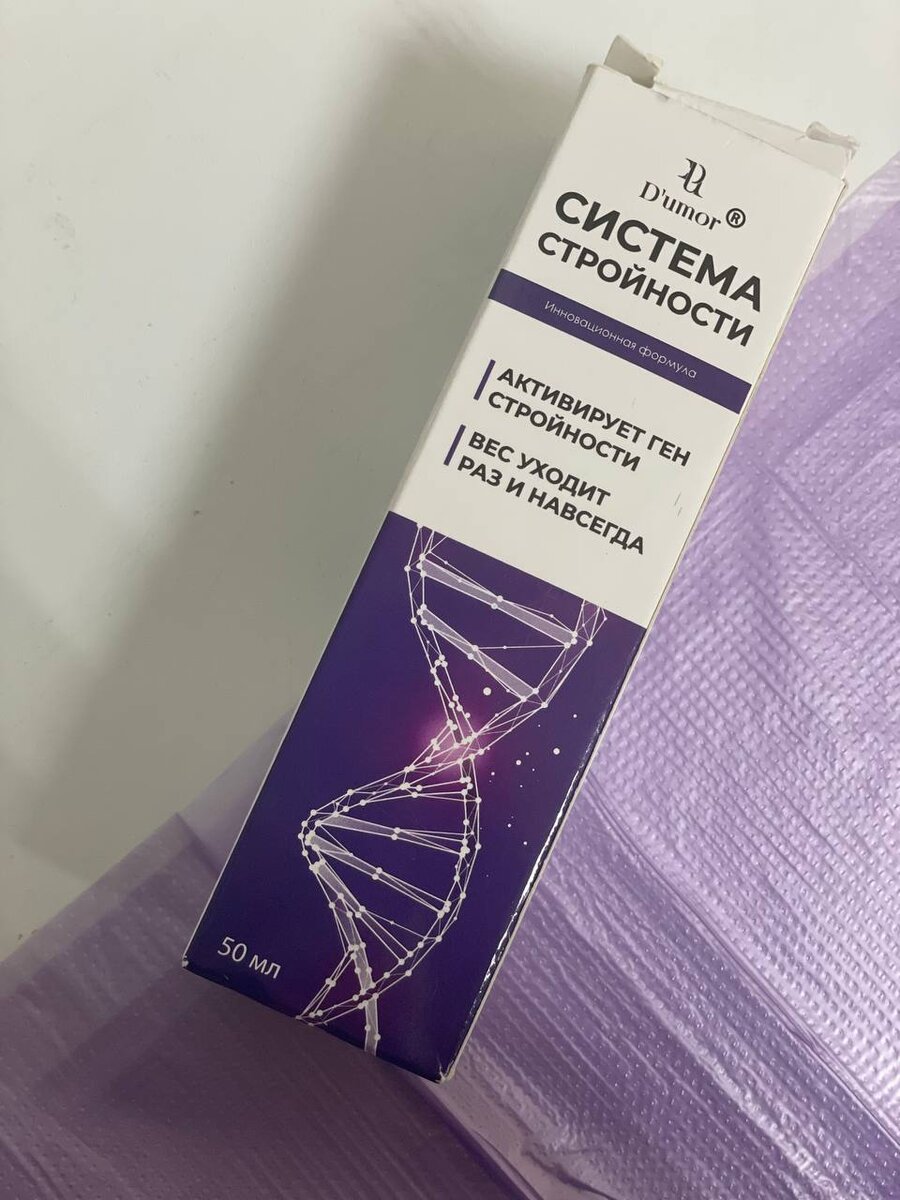 D'umor®
СИСТЕМА
СТРОЙНОСТИ
Инновационная формула
АКТИВИРУЕТ ГЕН
СТРОЙНОСТИ
ВЕС УХОДИТ
РАЗ И НАВСЕГДА
50 мл